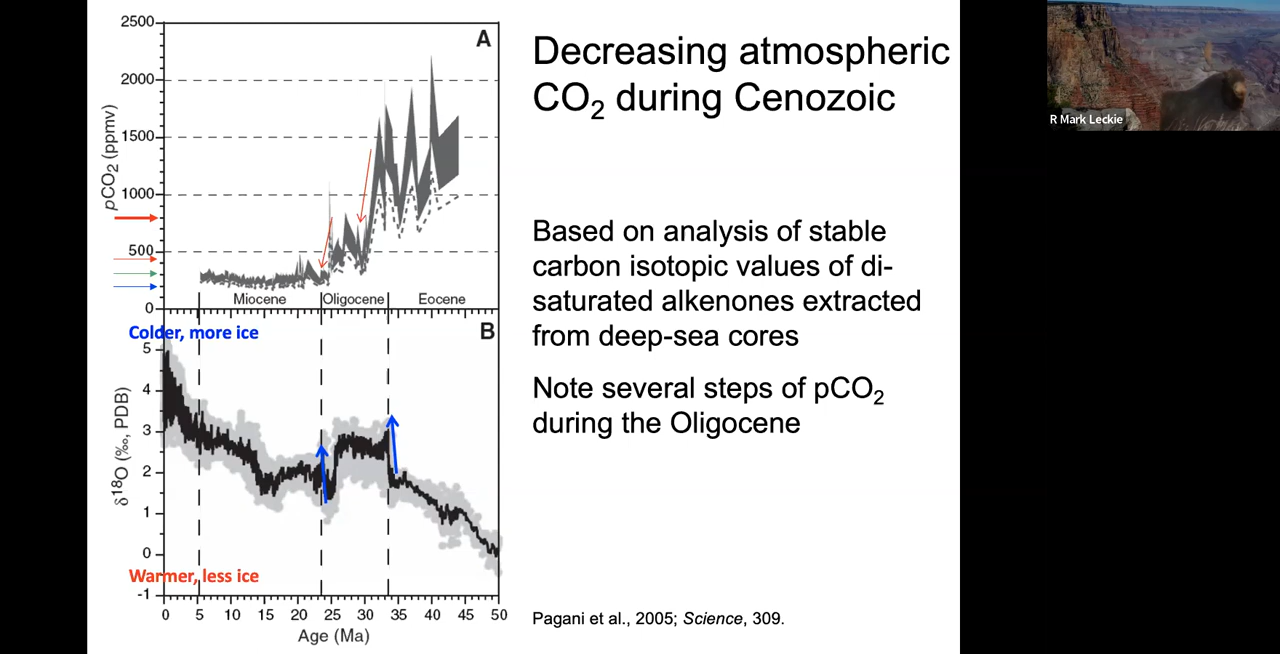 2500
A
2000
1500
1000
500
0
pCO2 (ppmv)
Miocene
Oligocene
Eocene
Colder, more ice
B
5
4
3
2
1
0
-1
δ18O (‰, PDB)
Warmer, less ice
0 5 10 15 20 25 30 35 40 45 50
Age (Ma)
Decreasing atmospheric
CO2 during Cenozoic
Based on analysis of stable
carbon isotopic values of di-
saturated alkenones extracted
from deep-sea cores
Note several steps of pCO2
during the Oligocene
Pagani et al., 2005; Science, 309.
R Mark Leckie